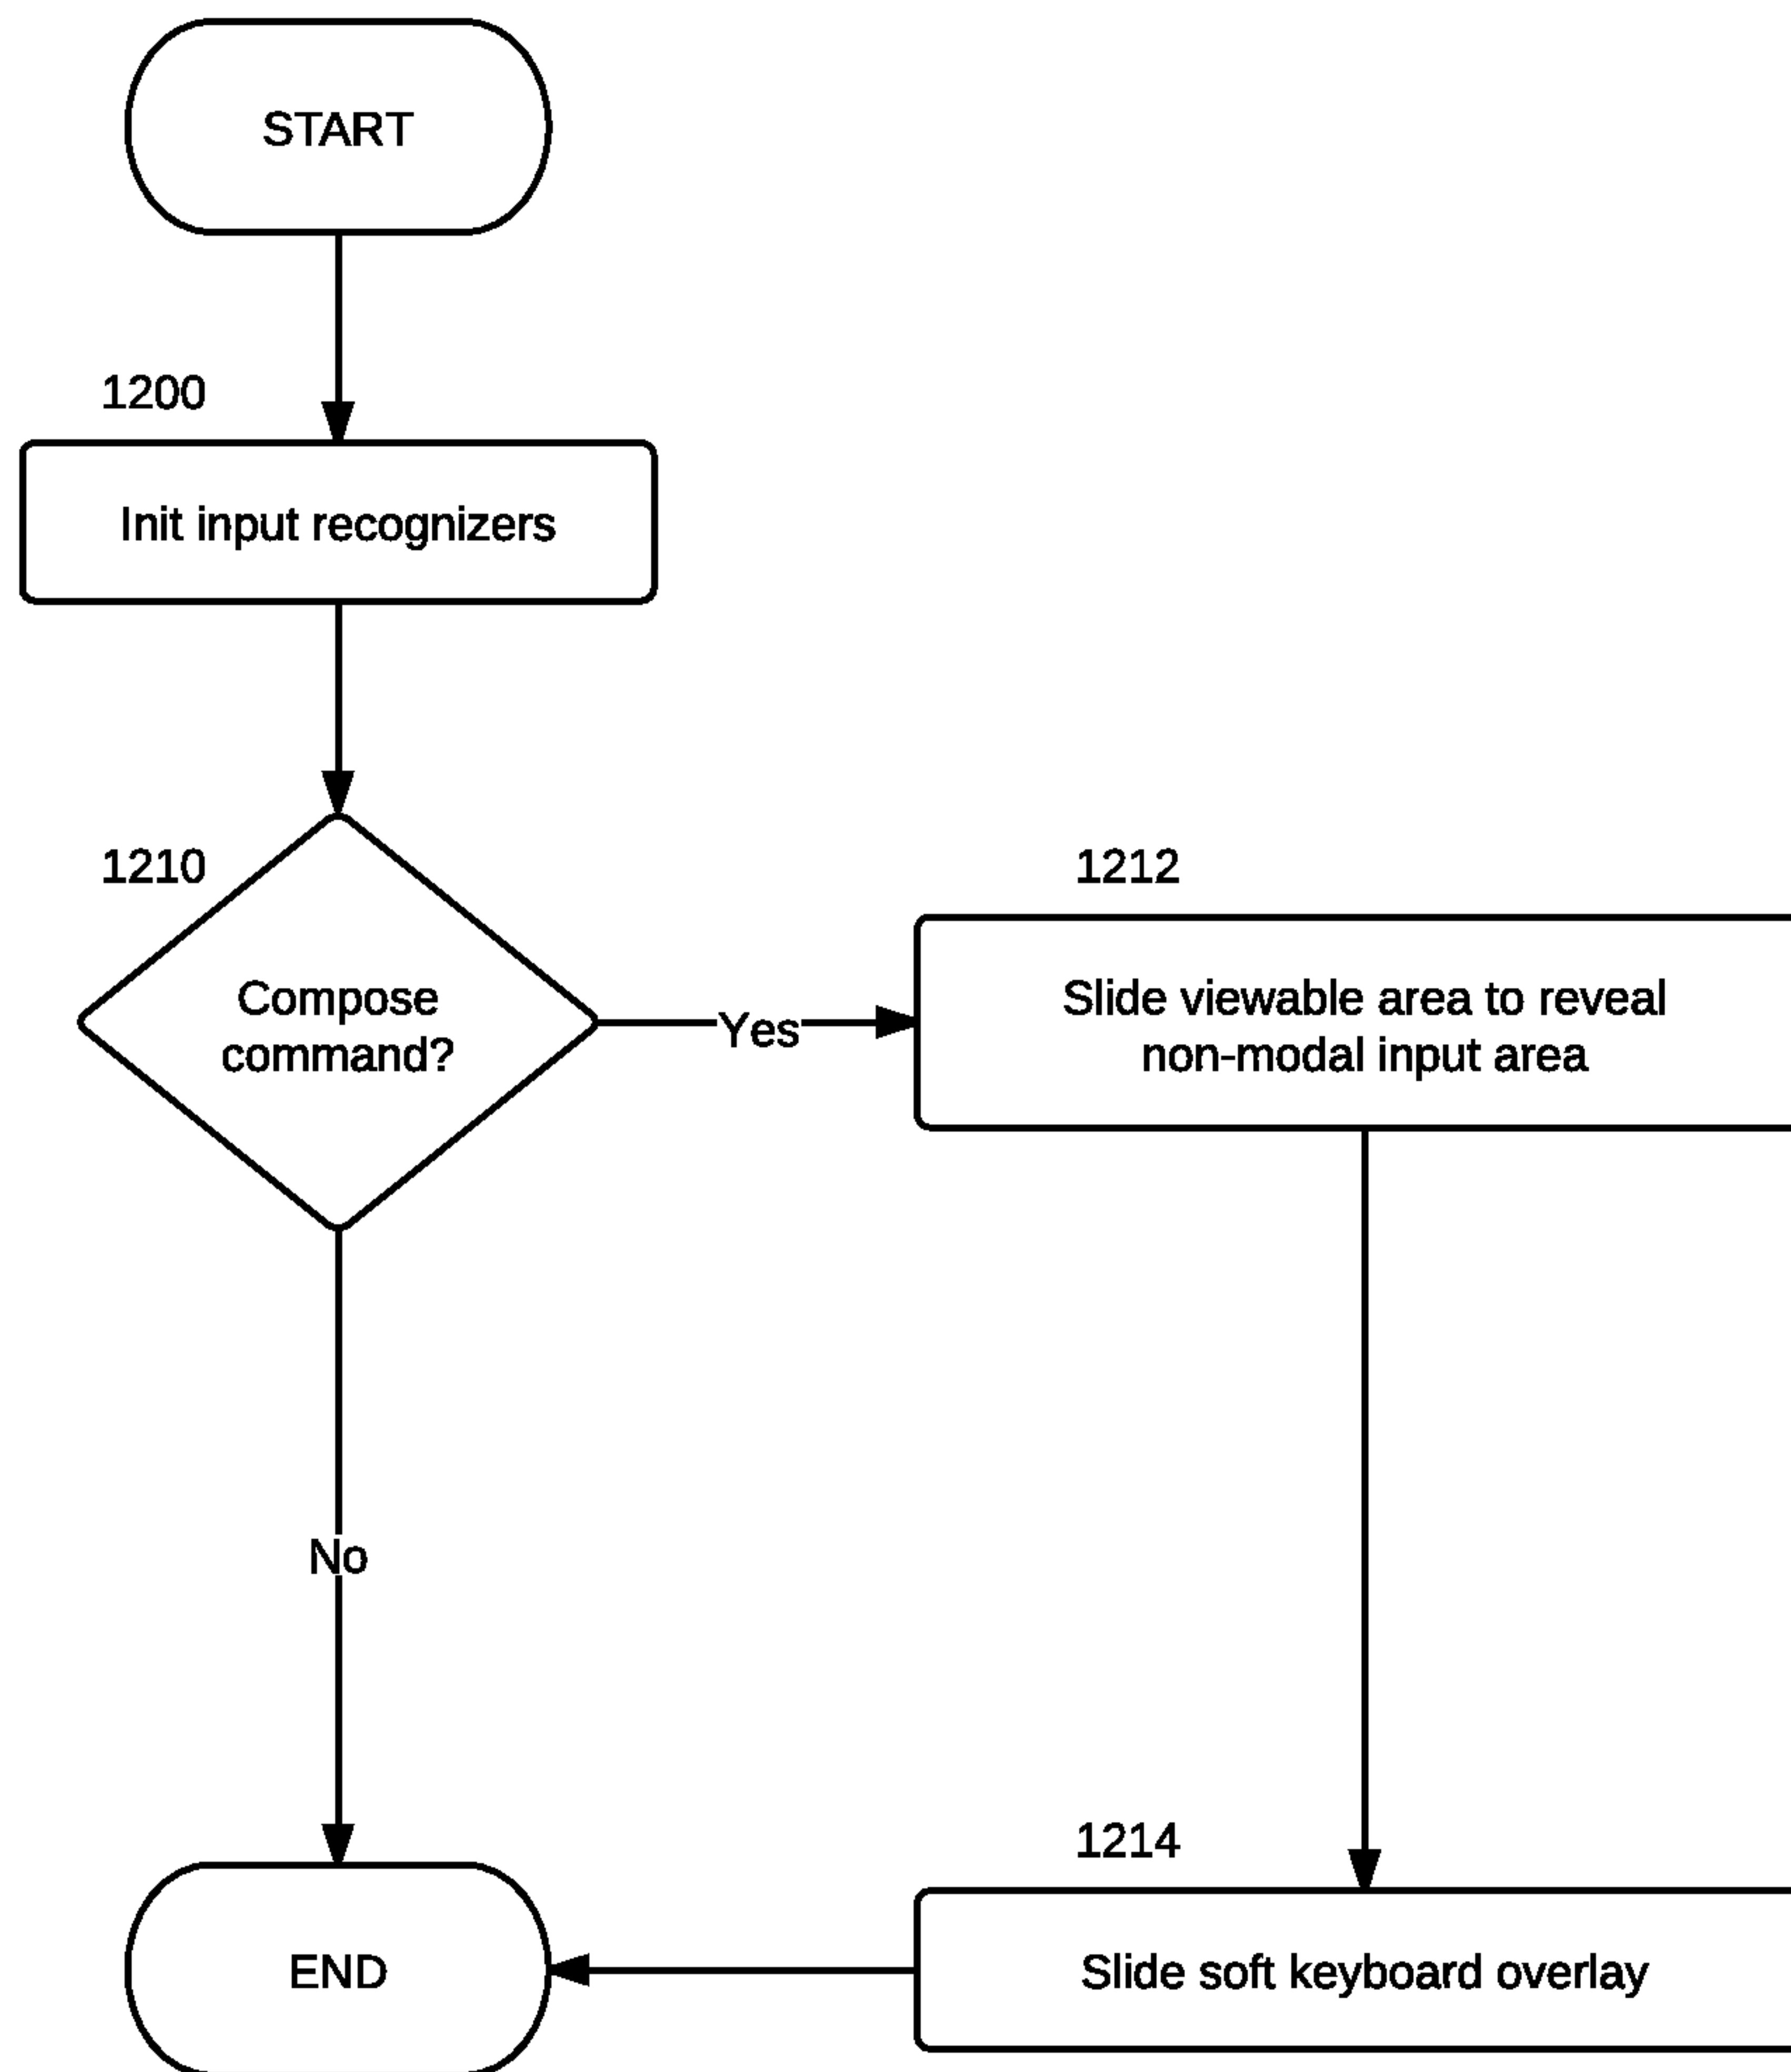 START
1200
Init input recognizers
1210
Compose
command?
Yes
1212
Slide viewable area to reveal
non-modal input area
No
1214
Slide soft keyboard overlay
END